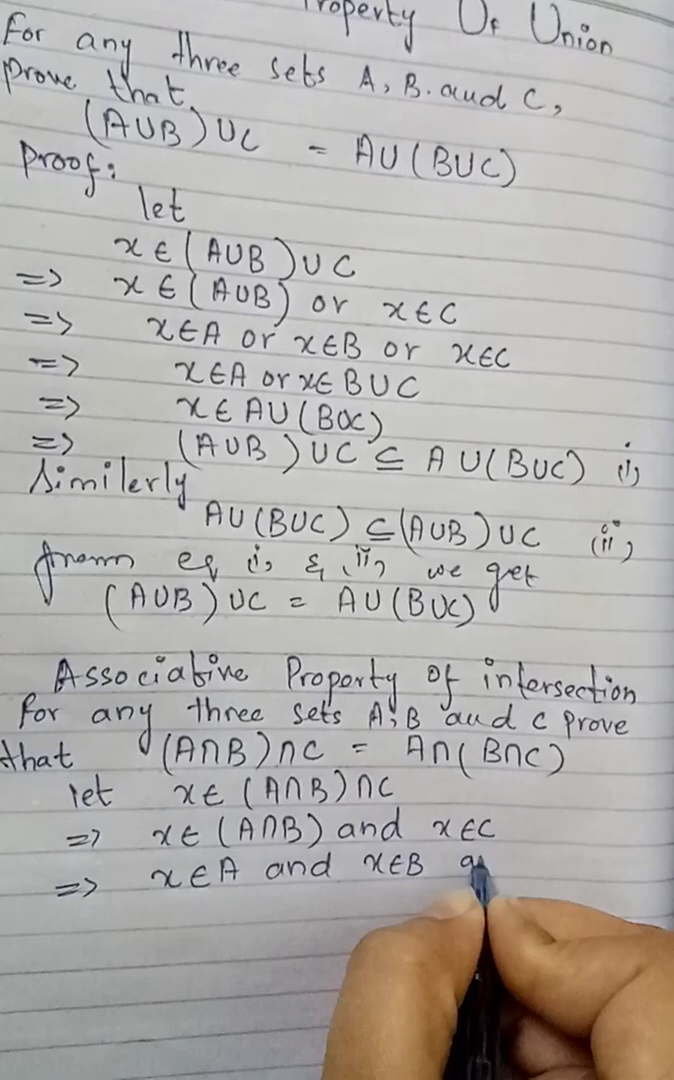 Property Of Union
For any three sets A, B. and C,
prove that
(A∪B)∪C = A∪(B∪C)
Proof:
let
x∈(A∪B)∪C
=> x∈(A∪B) or x∈C
=> x∈A or x∈B or x∈C
=> x∈A or x∈B∪C
=> x∈A∪(B∪C)
=> (A∪B)∪C ⊆ A∪(B∪C) i)
Similerly
A∪(B∪C) ⊆ (A∪B)∪C (ii)
from eq i) & ii) we get
(A∪B)∪C = A∪(B∪C)
Associative Property of intersection
for any three sets A, B and C prove
that (A∩B)∩C = A∩(B∩C)
let x∈(A∩B)∩C
=> x∈(A∩B) and x∈C
=> x∈A and x∈B